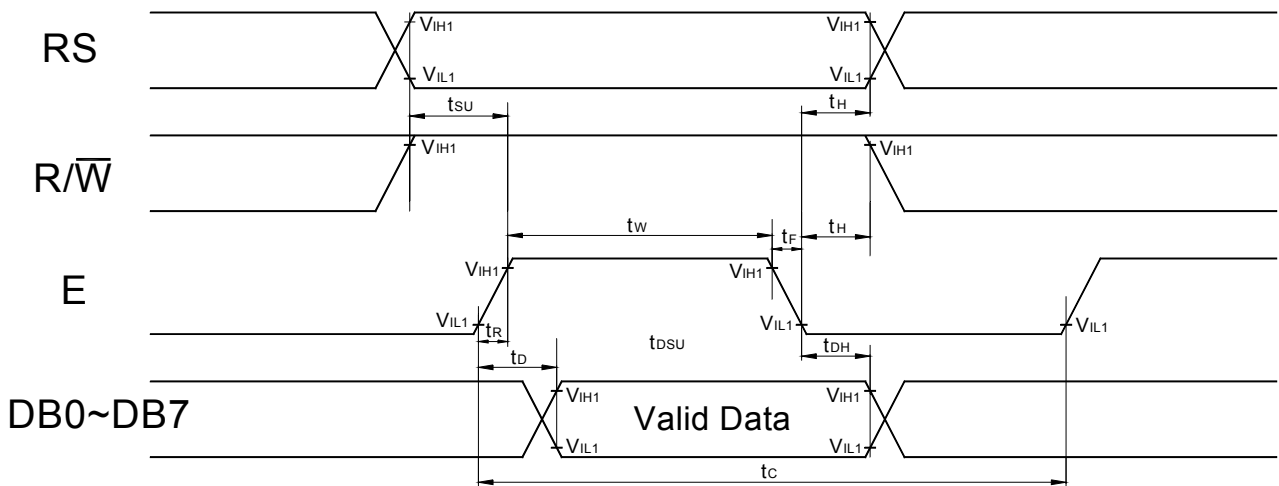 RS
VIH1
VIH1
VIL1
VIL1
tSU
tH
R/W̅
VIH1
VIH1
tW
tF
tH
E
VIH1
VIH1
VIL1
VIL1
VIL1
tR
tD
tDSU
tDH
DB0~DB7
VIH1
Valid Data
VIH1
VIL1
VIL1
tC